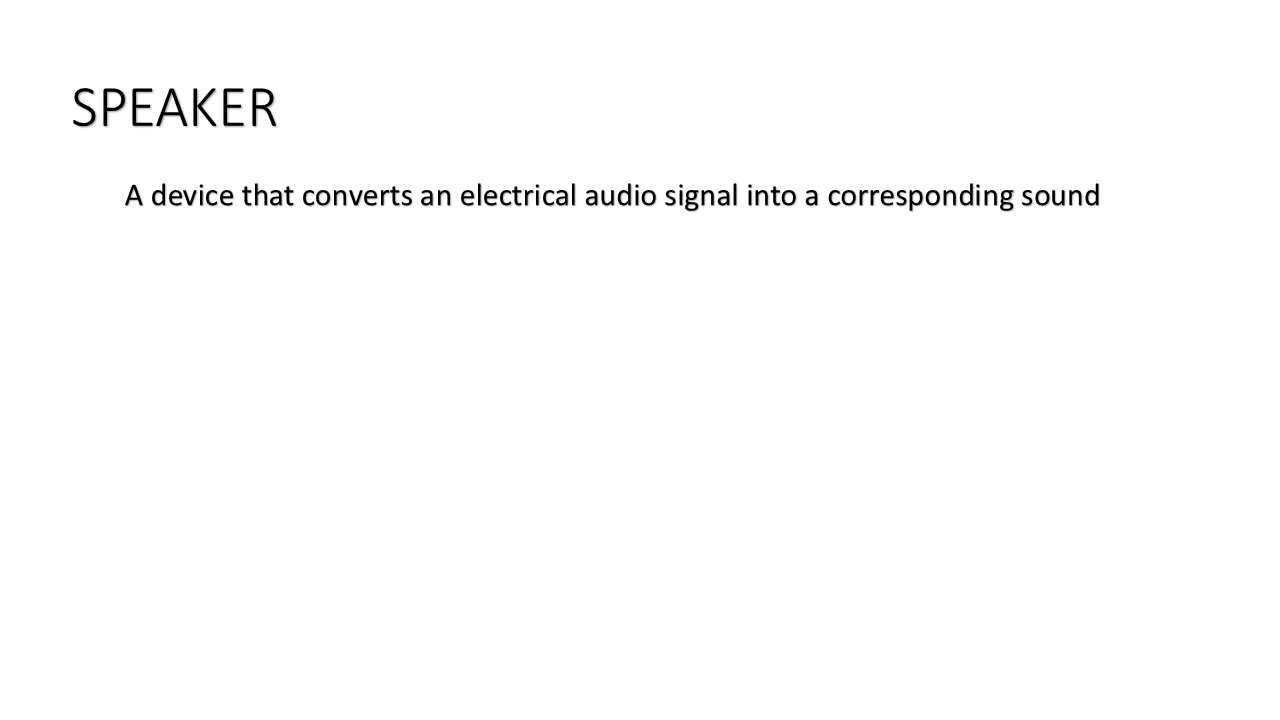 SPEAKER
A device that converts an electrical audio signal into a corresponding sound